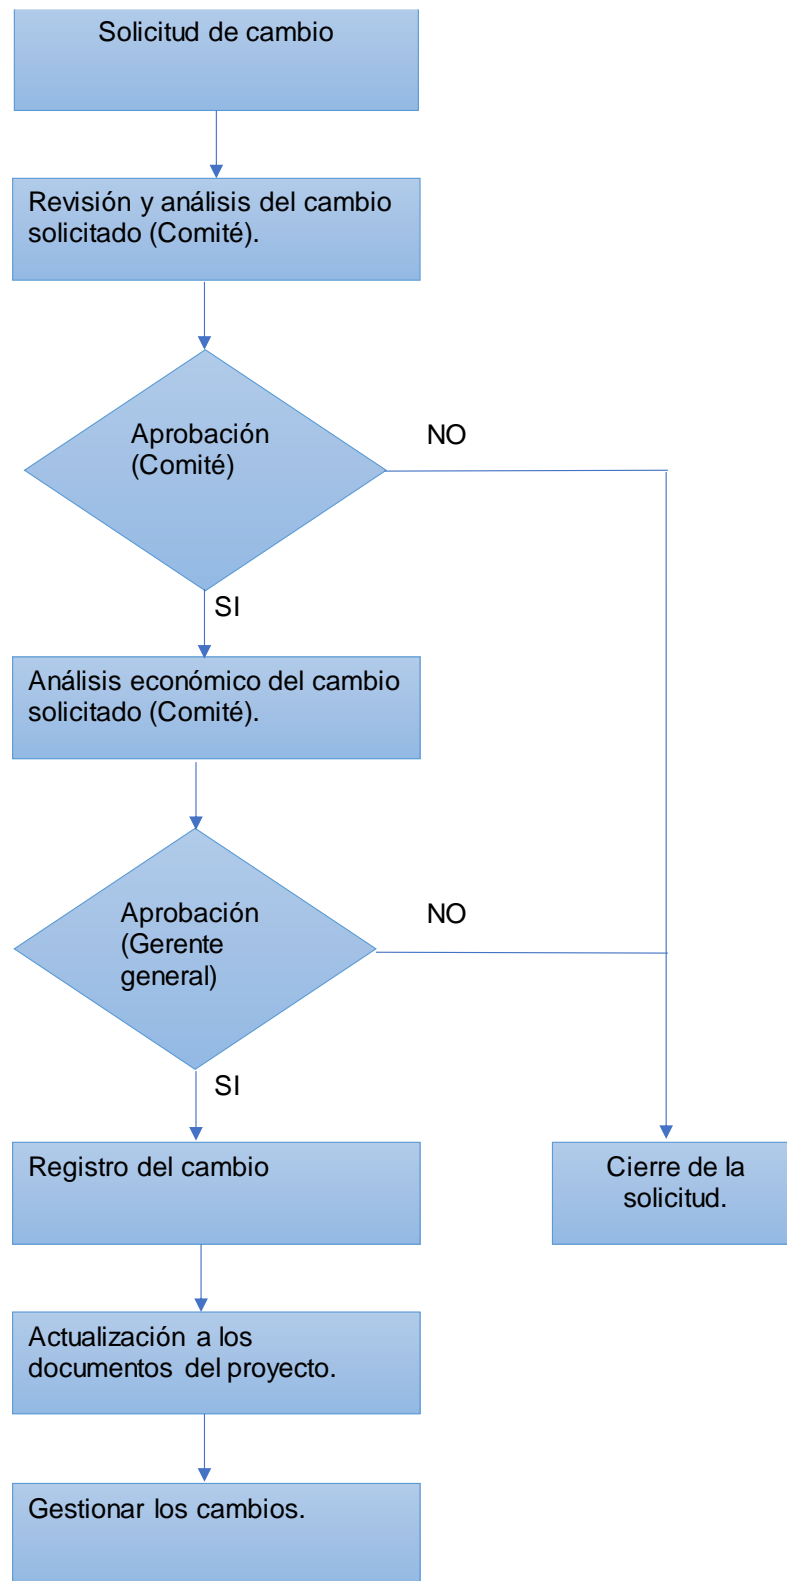 Solicitud de cambio
Revisión y análisis del cambio
solicitado (Comité).
Aprobación
(Comité)
NO
SI
Análisis económico del cambio
solicitado (Comité).
Aprobación
(Gerente
general)
NO
SI
Registro del cambio
Cierre de la
solicitud.
Actualización a los
documentos del proyecto.
Gestionar los cambios.